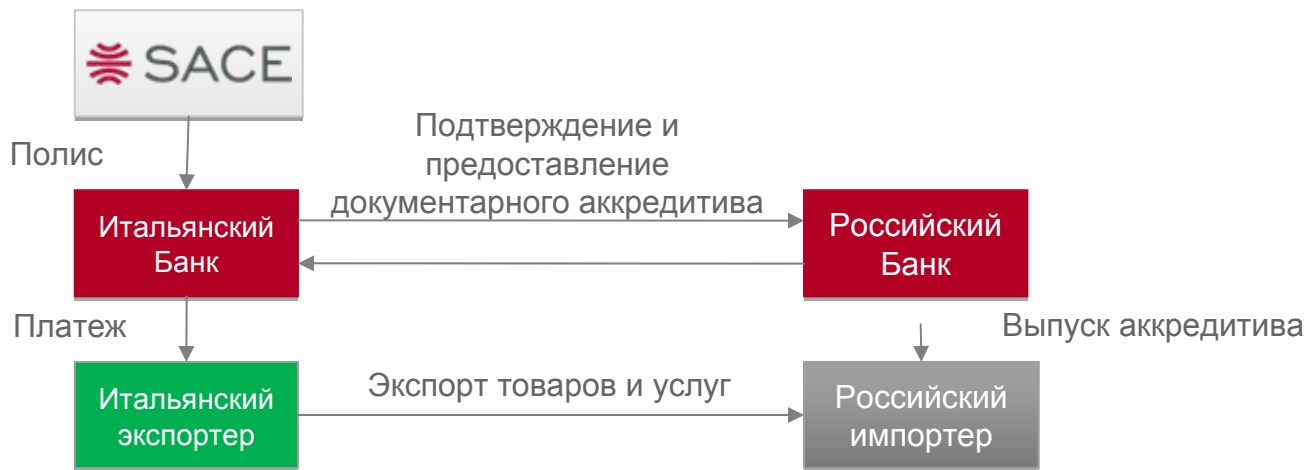 SACE
Полис
Подтверждение и
предоставление
документарного аккредитива
Итальянский
Банк
Российский
Банк
Платеж
Выпуск аккредитива
Итальянский
экспортер
Экспорт товаров и услуг
Российский
импортер